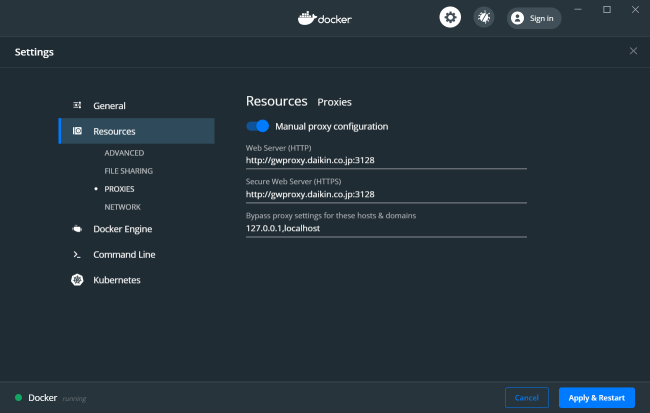 docker
Sign in
Settings
General
Resources
ADVANCED
FILE SHARING
PROXIES
NETWORK
Docker Engine
Command Line
Kubernetes
Resources Proxies
Manual proxy configuration
Web Server (HTTP)
http://gwproxy.daikin.co.jp:3128
Secure Web Server (HTTPS)
http://gwproxy.daikin.co.jp:3128
Bypass proxy settings for these hosts & domains
127.0.0.1,localhost
Docker running
Cancel
Apply & Restart